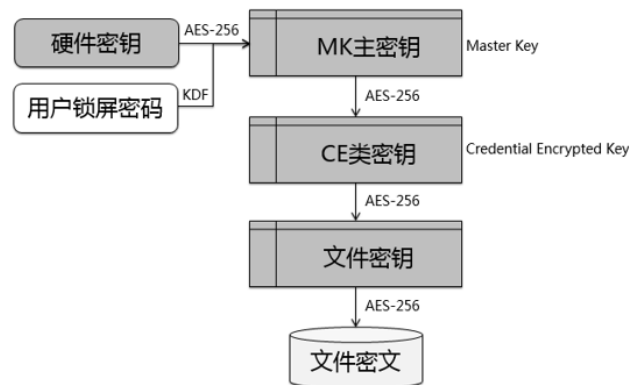 硬件密钥
AES-256
MK主密钥
Master Key
用户锁屏密码
KDF
AES-256
CE类密钥
Credential Encrypted Key
AES-256
文件密钥
AES-256
文件密文